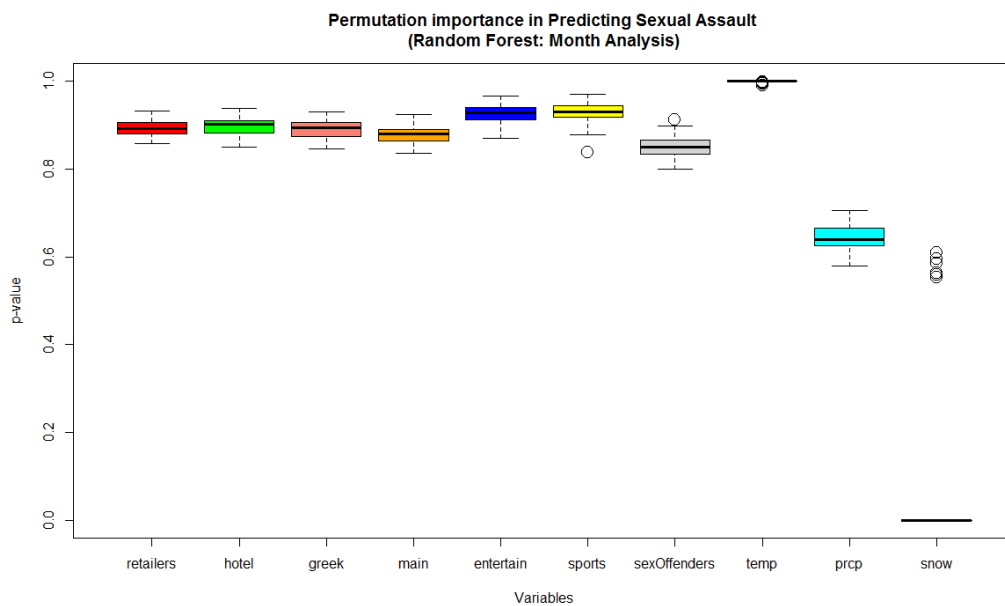 Permutation importance in Predicting Sexual Assault
(Random Forest: Month Analysis)
p-value
1.0
0.8
0.6
0.4
0.2
0.0
retailers hotel greek main entertain sports sexOffenders temp prcp snow
Variables